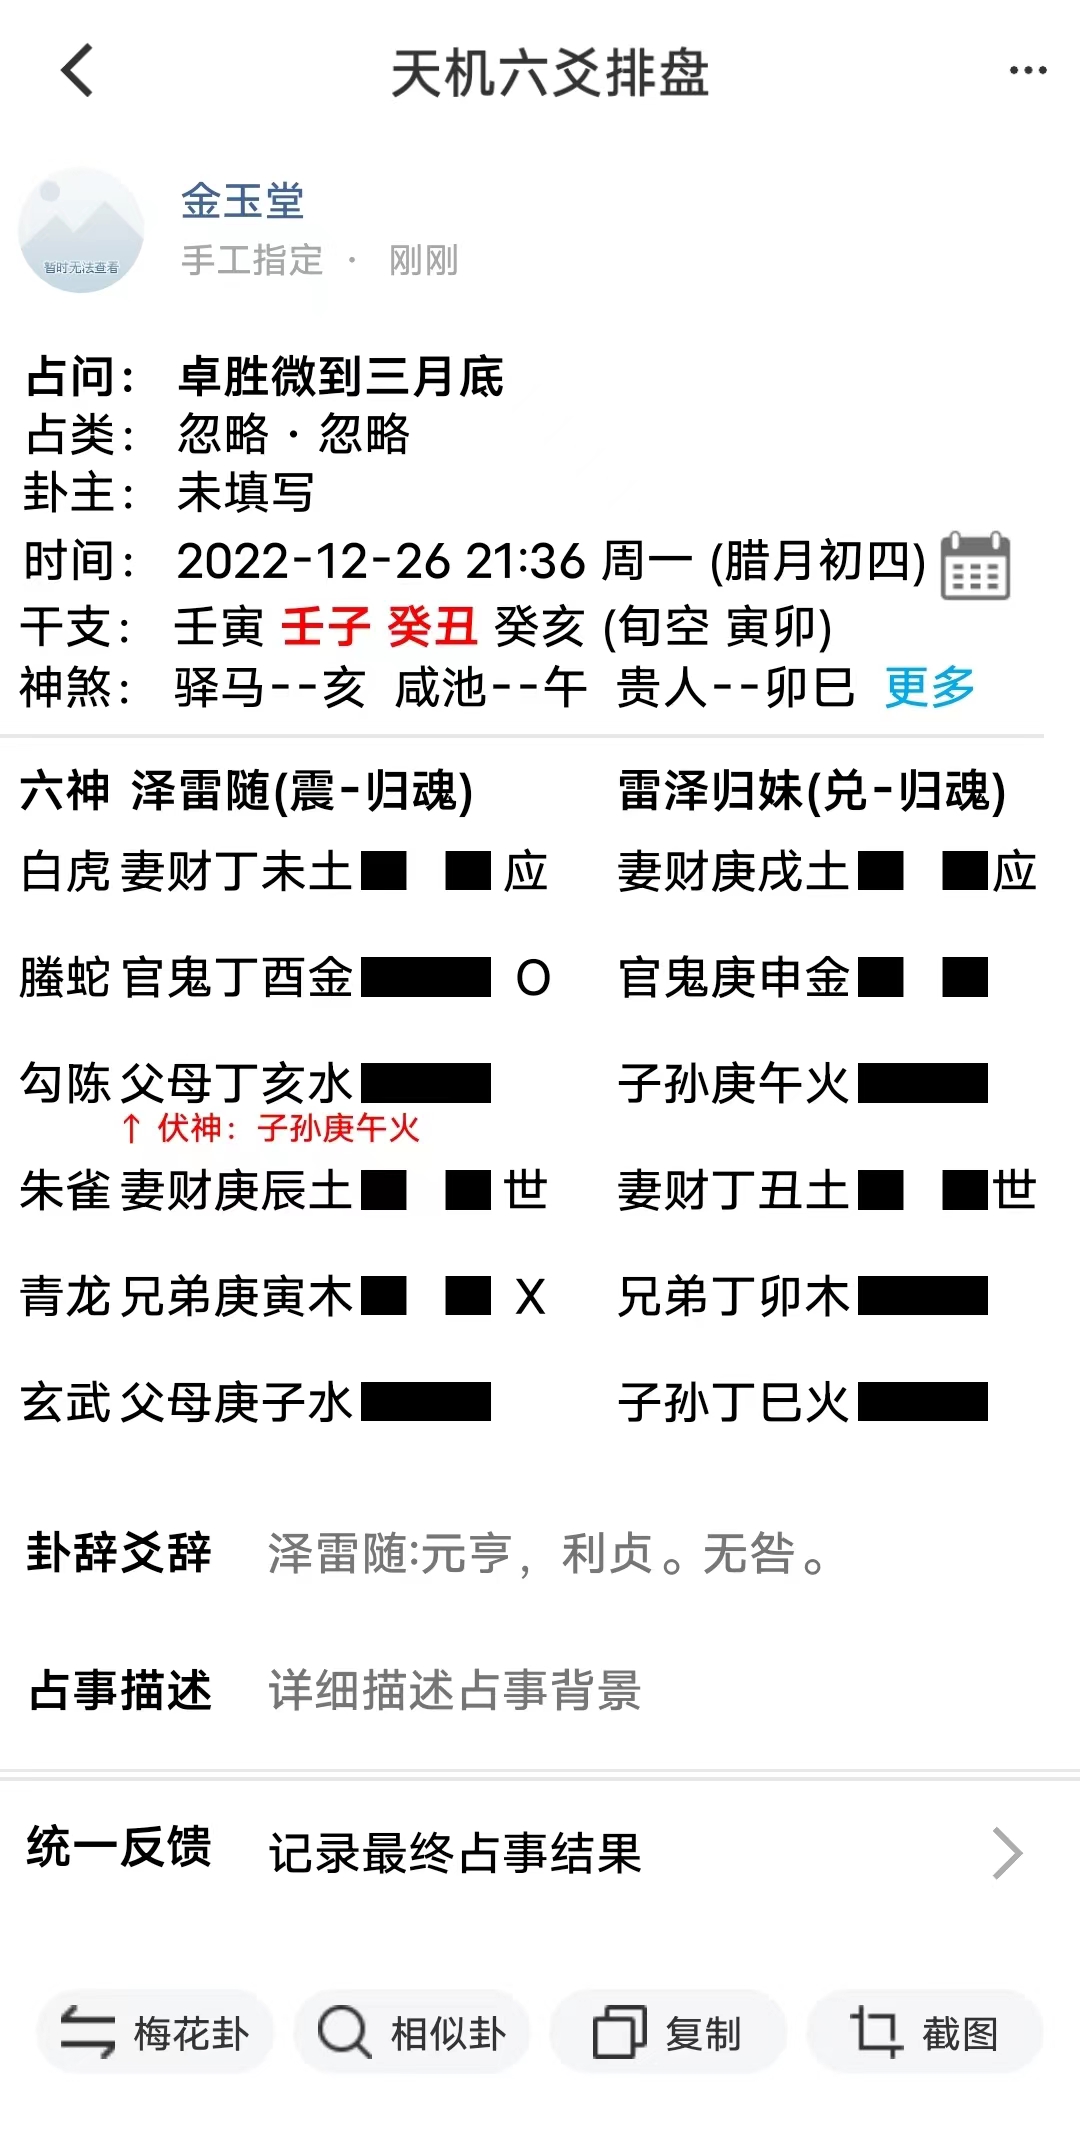 天机六爻排盘
暂时无法查看
金玉堂
手工指定 · 刚刚
占问： 卓胜微到三月底
占类： 忽略 · 忽略
卦主： 未填写
时间： 2022-12-26 21:36 周一 (腊月初四)
干支： 壬寅 壬子 癸丑 癸亥 (旬空 寅卯)
神煞： 驿马--亥 咸池--午 贵人--卯巳 更多
六神 泽雷随(震-归魂) 雷泽归妹(兑-归魂)
白虎 妻财丁未土 应 妻财庚戌土 应
螣蛇 官鬼丁酉金 O 官鬼庚申金
勾陈 父母丁亥水 子孙庚午火
↑ 伏神：子孙庚午火
朱雀 妻财庚辰土 世 妻财丁丑土 世
青龙 兄弟庚寅木 X 兄弟丁卯木
玄武 父母庚子水 子孙丁巳火
卦辞爻辞 泽雷随:元亨，利贞。无咎。
占事描述 详细描述占事背景
统一反馈 记录最终占事结果
梅花卦 相似卦 复制 截图